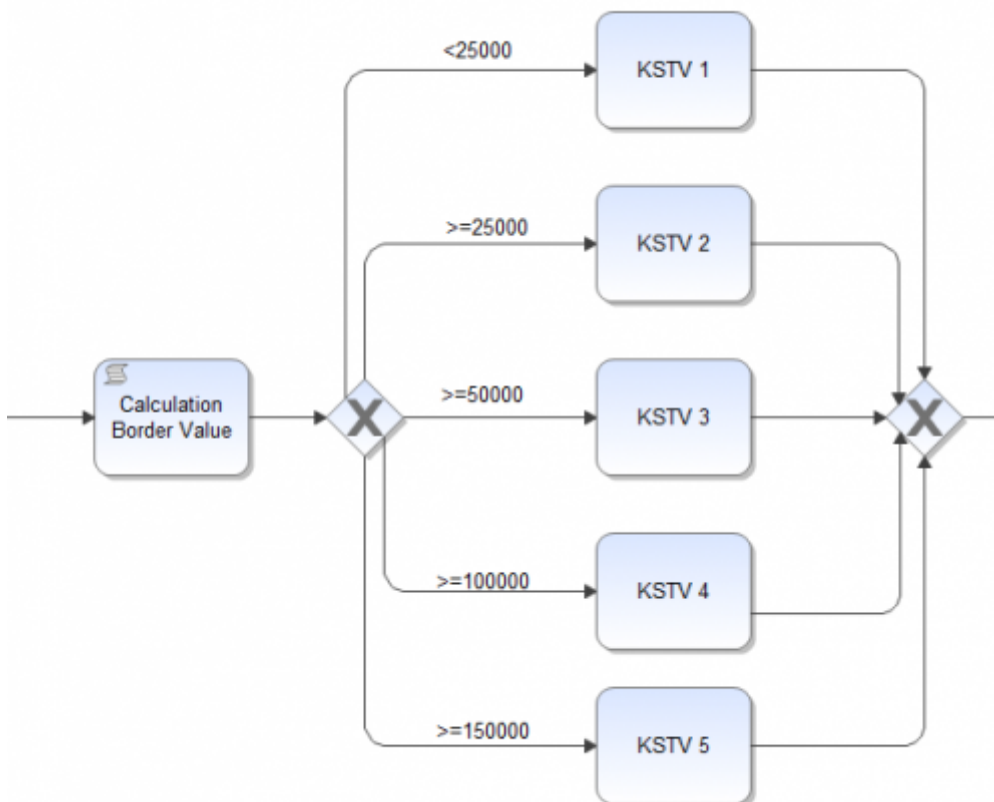 <25000
KSTV 1
>=25000
KSTV 2
Calculation
Border Value
X
>=50000
KSTV 3
X
>=100000
KSTV 4
>=150000
KSTV 5